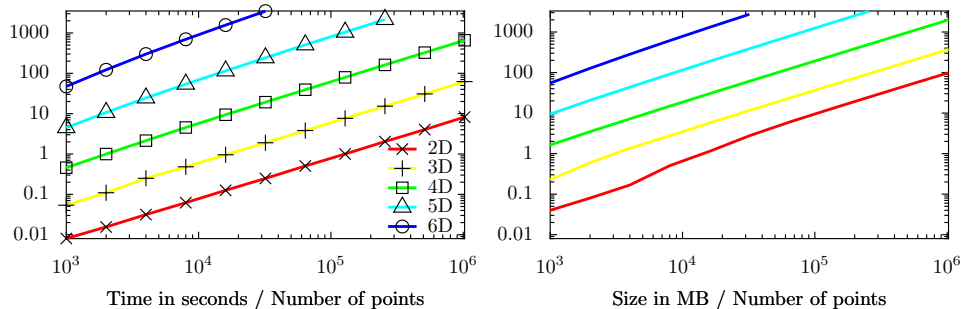 1000
100
10
1
0.1
0.01
10^3
10^4
10^5
10^6
2D
3D
4D
5D
6D
Time in seconds / Number of points
1000
100
10
1
0.1
0.01
10^3
10^4
10^5
10^6
Size in MB / Number of points